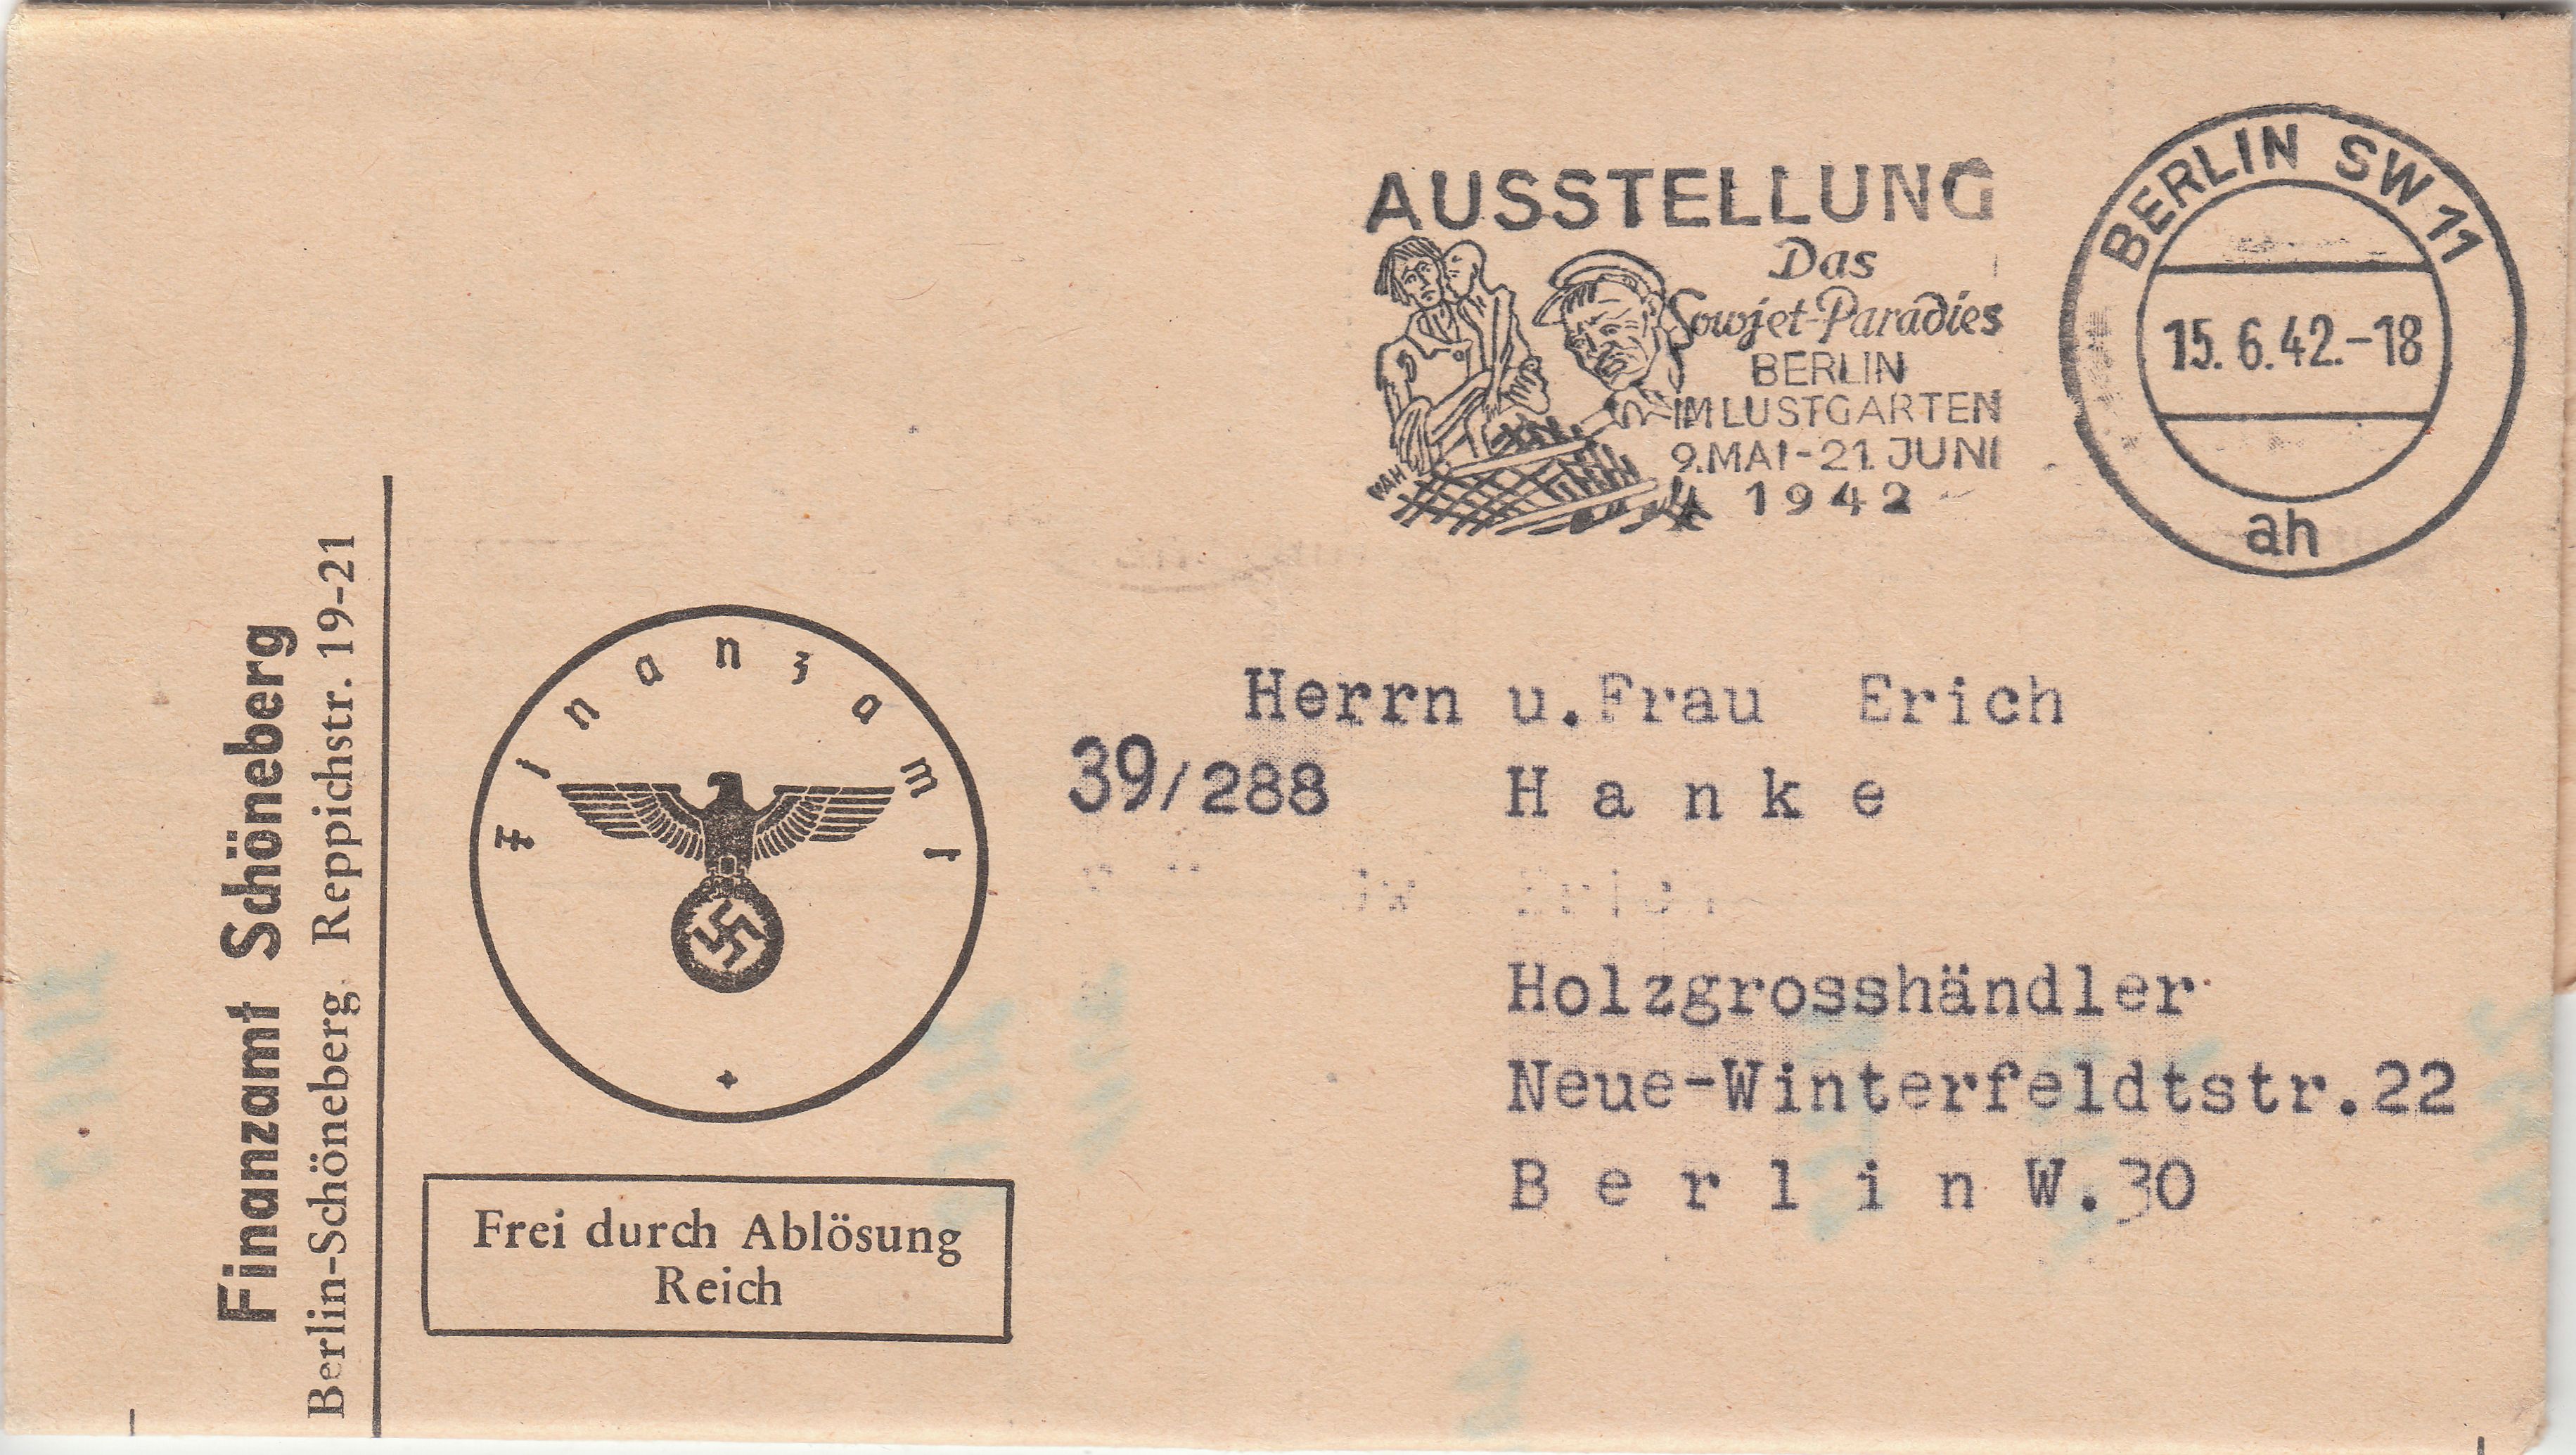 Finanzamt Schöneberg
Berlin-Schöneberg Reppichstr. 19-21
AUSSTELLUNG
Das
Sowjet-Paradies
BERLIN
IM LUSTGARTEN
9. MAI - 21. JUNI
1942
BERLIN SW 11
15. 6. 42.-18
ah
Finanzamt
Frei durch Ablösung
Reich
Herrn u.Frau Erich
39/288 H a n k e
Holzgrosshändler
Neue-Winterfeldtstr.22
B e r l i n W.30